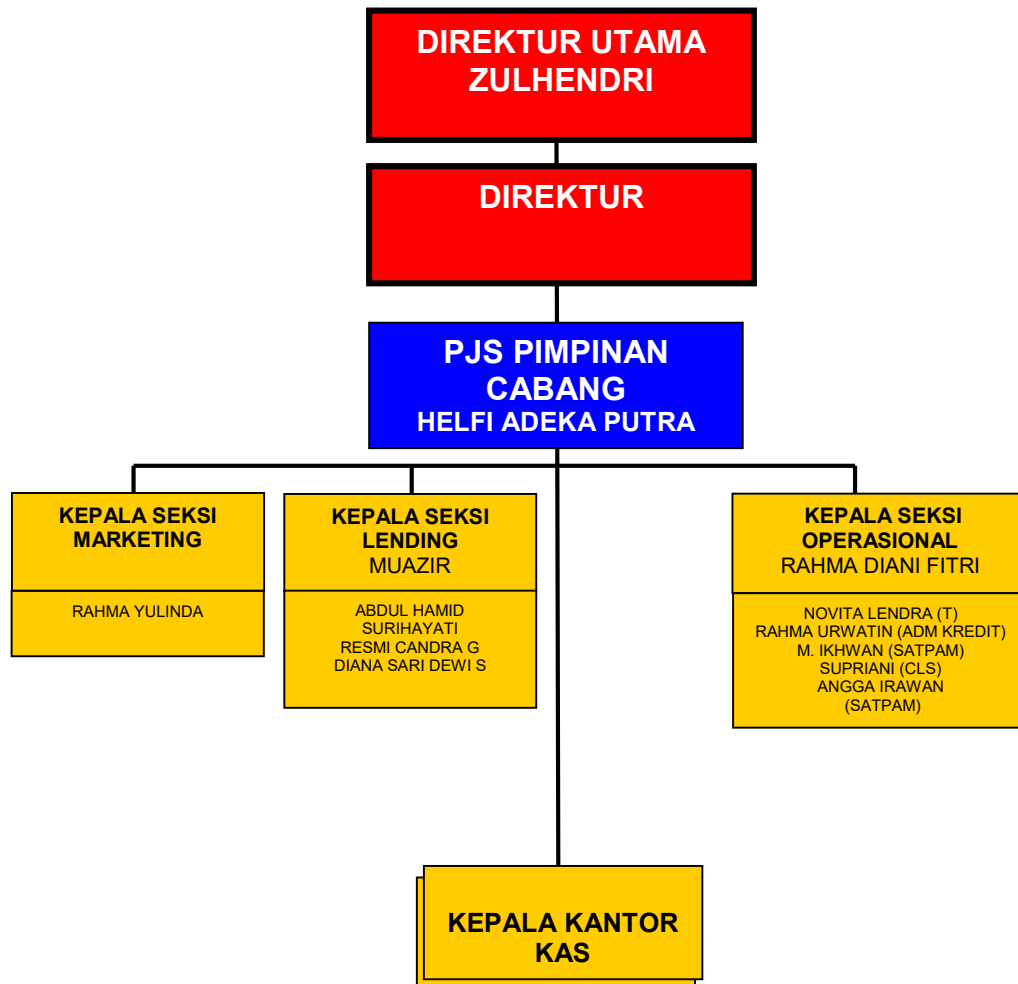 DIREKTUR UTAMA
ZULHENDRI
DIREKTUR
PJS PIMPINAN
CABANG
HELFI ADEKA PUTRA
KEPALA SEKSI
MARKETING
RAHMA YULINDA
KEPALA SEKSI
LENDING
MUAZIR
ABDUL HAMID
SURIHAYATI
RESMI CANDRA G
DIANA SARI DEWI S
KEPALA SEKSI
OPERASIONAL
RAHMA DIANI FITRI
NOVITA LENDRA (T)
RAHMA URWATIN (ADM KREDIT)
M. IKHWAN (SATPAM)
SUPRIANI (CLS)
ANGGA IRAWAN
(SATPAM)
KEPALA KANTOR
KAS